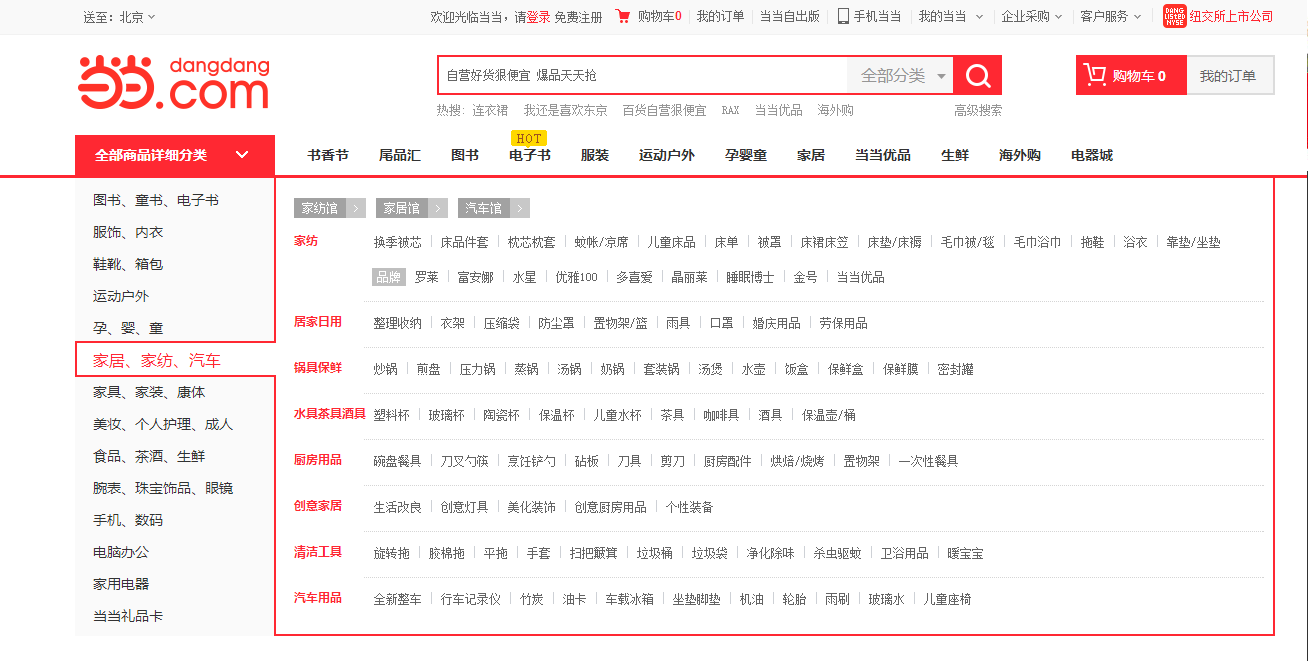 送至：北京
欢迎光临当当，请登录 免费注册 购物车0 我的订单 当当自出版 手机当当 我的当当 企业采购 客户服务 DANG LISTED NYSE 纽交所上市公司
当当 dangdang
.com
自营好货狠便宜 爆品天天抢 全部分类 购物车 0 我的订单
热搜： 连衣裙 我还是喜欢东京 百货自营狠便宜 RAX 当当优品 海外购 高级搜索
HOT
全部商品详细分类 书香节 尾品汇 图书 电子书 服装 运动户外 孕婴童 家居 当当优品 生鲜 海外购 电器城
图书、童书、电子书
服饰、内衣
鞋靴、箱包
运动户外
孕、婴、童
家居、家纺、汽车
家具、家装、康体
美妆、个人护理、成人
食品、茶酒、生鲜
腕表、珠宝饰品、眼镜
手机、数码
电脑办公
家用电器
当当礼品卡
家纺馆 > 家居馆 > 汽车馆 >
家纺 换季被芯 床品件套 枕芯枕套 蚊帐/凉席 儿童床品 床单 被罩 床裙床笠 床垫/床褥 毛巾被/毯 毛巾浴巾 拖鞋 浴衣 靠垫/坐垫
品牌 罗莱 富安娜 水星 优雅100 多喜爱 晶丽莱 睡眠博士 金号 当当优品
居家日用 整理收纳 衣架 压缩袋 防尘罩 置物架/篮 雨具 口罩 婚庆用品 劳保用品
锅具保鲜 炒锅 煎盘 压力锅 蒸锅 汤锅 奶锅 套装锅 汤煲 水壶 饭盒 保鲜盒 保鲜膜 密封罐
水具茶具酒具 塑料杯 玻璃杯 陶瓷杯 保温杯 儿童水杯 茶具 咖啡具 酒具 保温壶/桶
厨房用品 碗盘餐具 刀叉勺筷 烹饪铲勺 砧板 刀具 剪刀 厨房配件 烘焙/烧烤 置物架 一次性餐具
创意家居 生活改良 创意灯具 美化装饰 创意厨房用品 个性装备
清洁工具 旋转拖 胶棉拖 平拖 手套 扫把簸箕 垃圾桶 垃圾袋 净化除味 杀虫驱蚊 卫浴用品 暖宝宝
汽车用品 全新整车 行车记录仪 竹炭 油卡 车载冰箱 坐垫脚垫 机油 轮胎 雨刷 玻璃水 儿童座椅